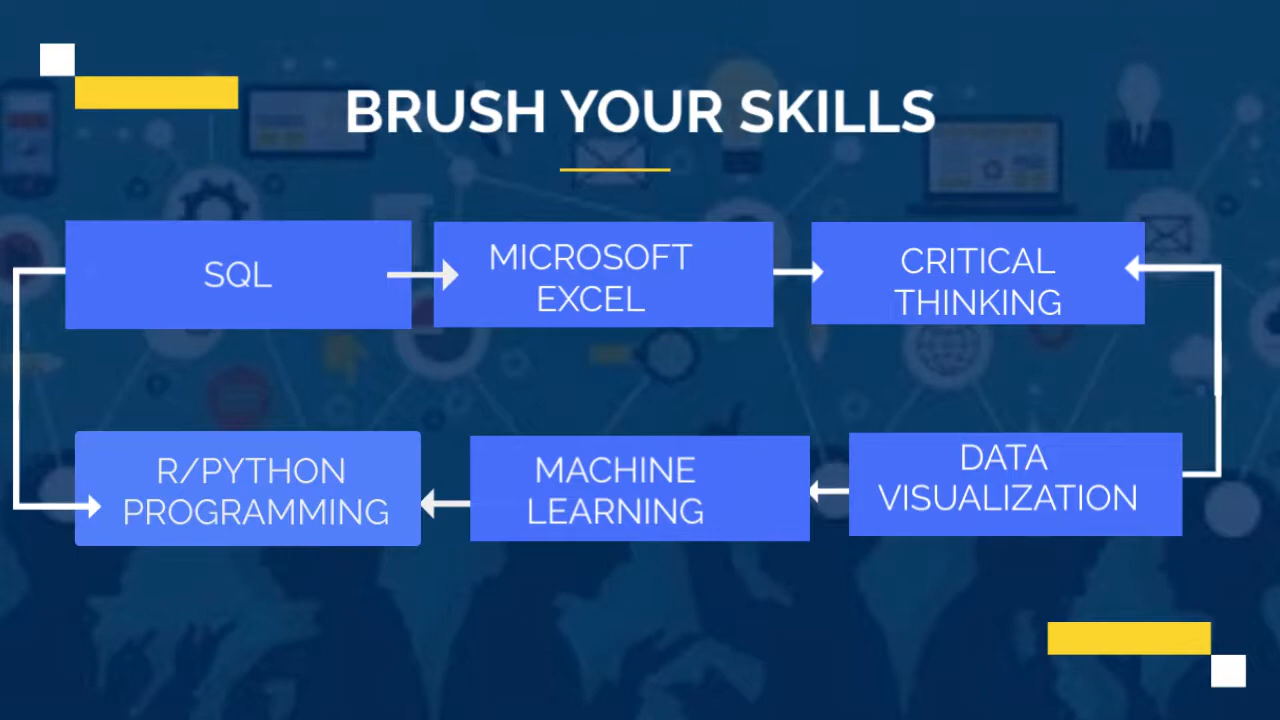 BRUSH YOUR SKILLS
SQL
MICROSOFT
EXCEL
CRITICAL
THINKING
R/PYTHON
PROGRAMMING
MACHINE
LEARNING
DATA
VISUALIZATION